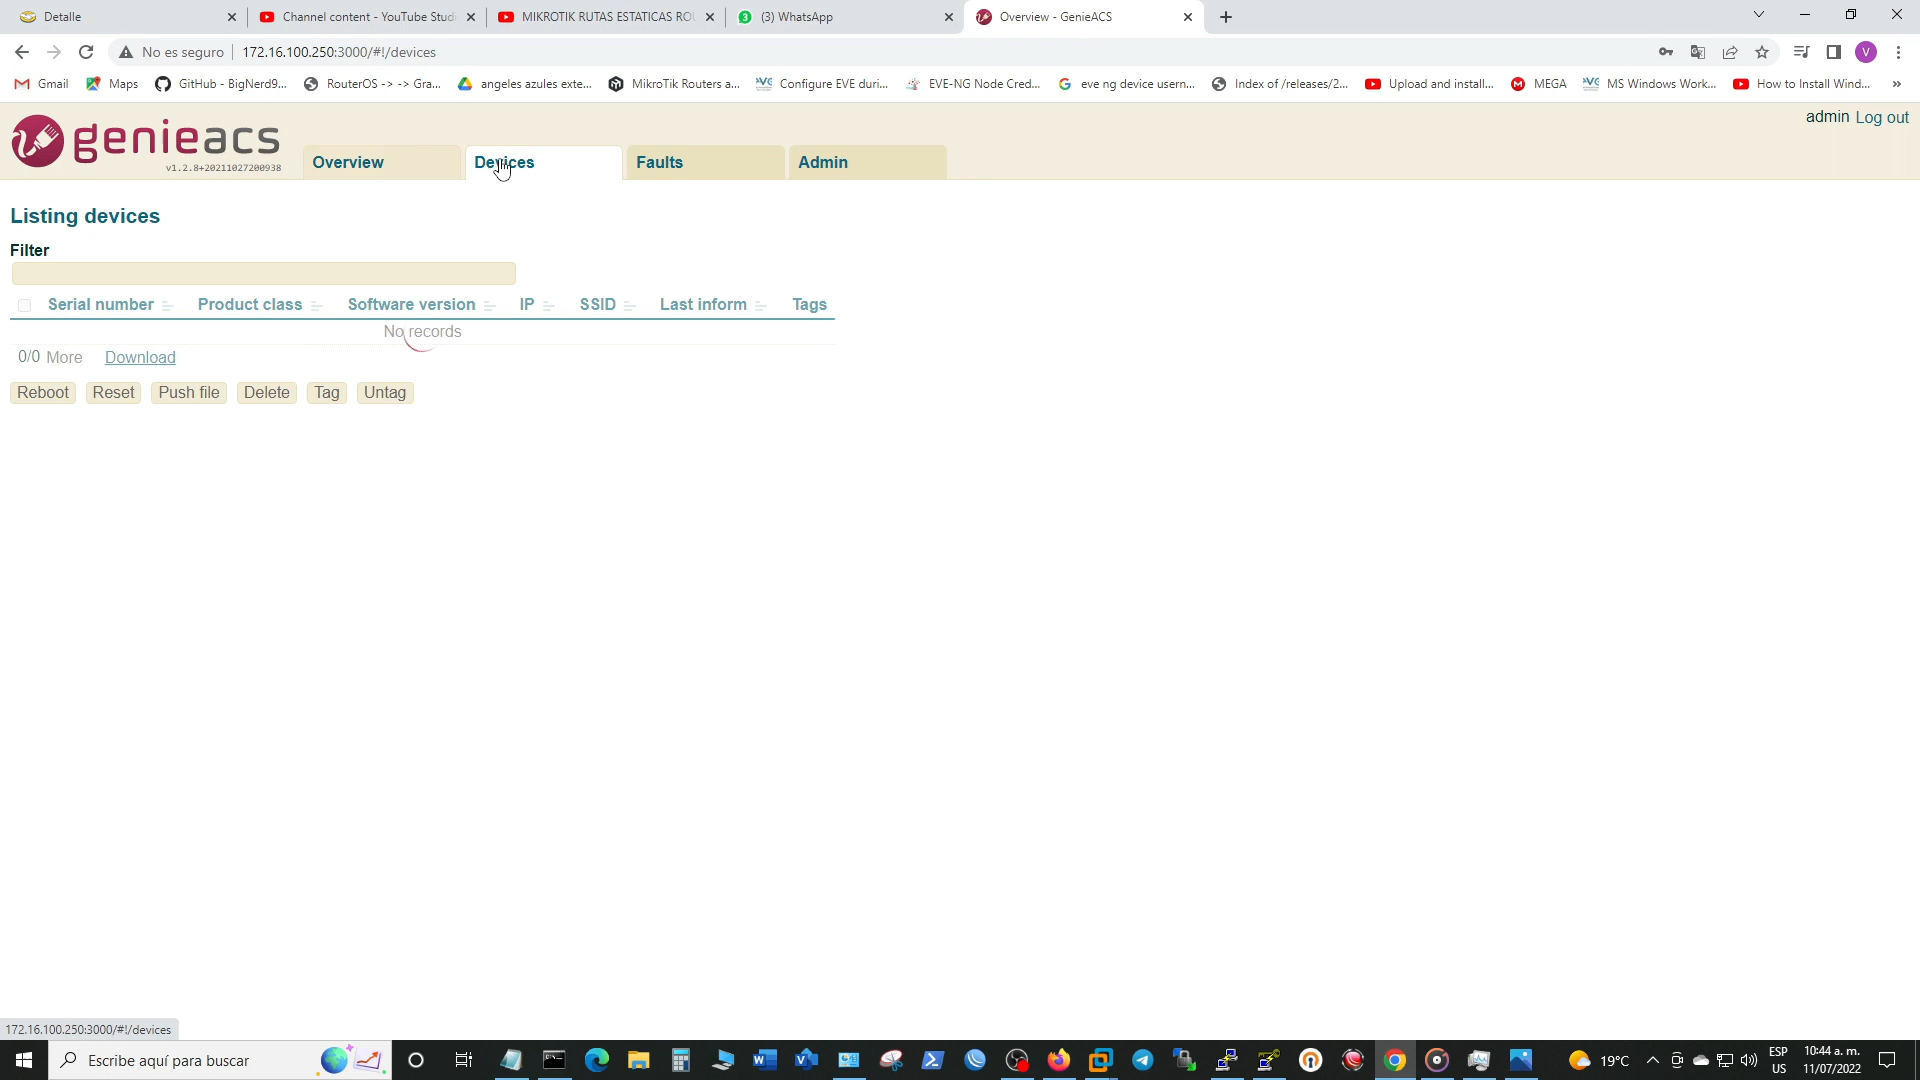 Detalle
Channel content - YouTube Studi
MIKROTIK RUTAS ESTATICAS ROU
(3) WhatsApp
Overview - GenieACS
No es seguro
172.16.100.250:3000/#!/devices
V
Gmail
Maps
GitHub - BigNerd9...
RouterOS -> -> Gra...
angeles azules exte...
MikroTik Routers a...
Configure EVE duri...
EVE-NG Node Cred...
eve ng device usern...
Index of /releases/2...
Upload and install...
MEGA
MS Windows Work...
How to Install Wind...
»
admin Log out
genieacs
v1.2.8+20211027200938
Overview
Devices
Faults
Admin
Listing devices
Filter
Serial number
Product class
Software version
IP
SSID
Last inform
Tags
No records
0/0 More
Download
Reboot
Reset
Push file
Delete
Tag
Untag
172.16.100.250:3000/#!/devices
Escribe aquí para buscar
19°C
ESP
US
10:44 a. m.
11/07/2022